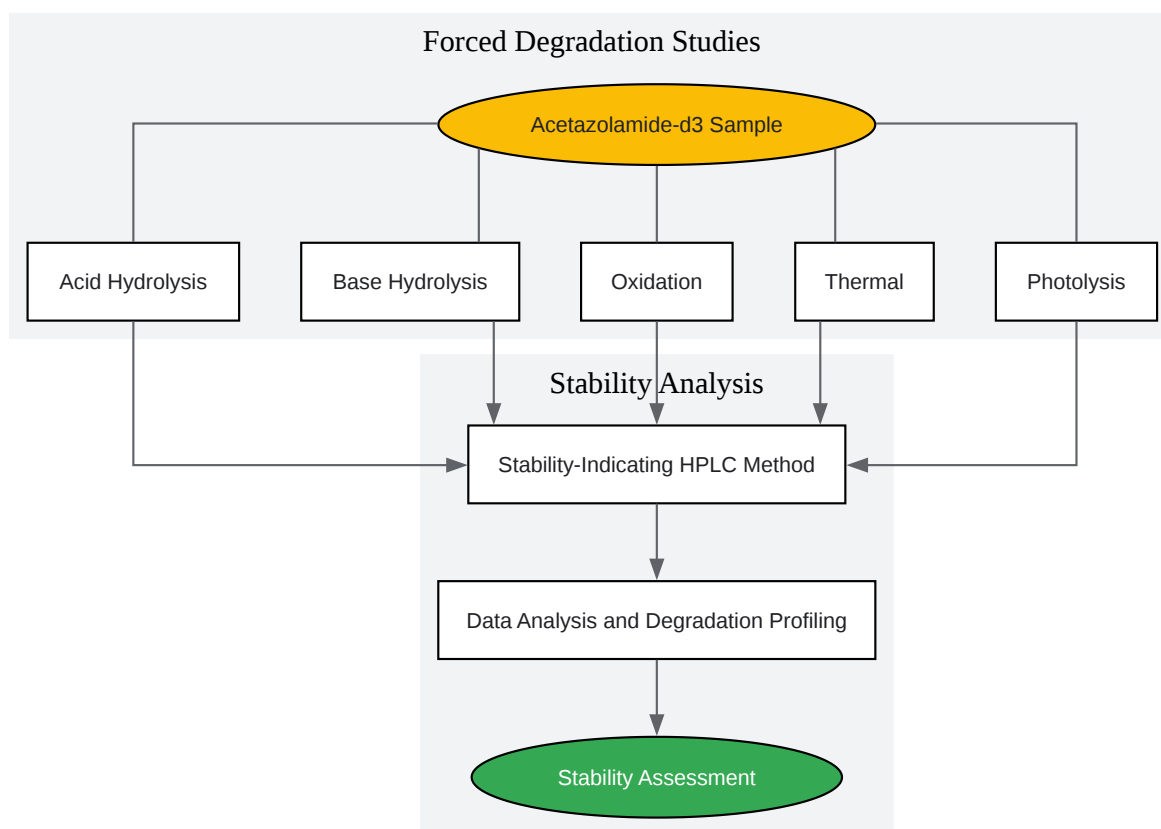 Forced Degradation Studies
Acetazolamide-d3 Sample
Acid Hydrolysis
Base Hydrolysis
Oxidation
Thermal
Photolysis
Stability Analysis
Stability-Indicating HPLC Method
Data Analysis and Degradation Profiling
Stability Assessment